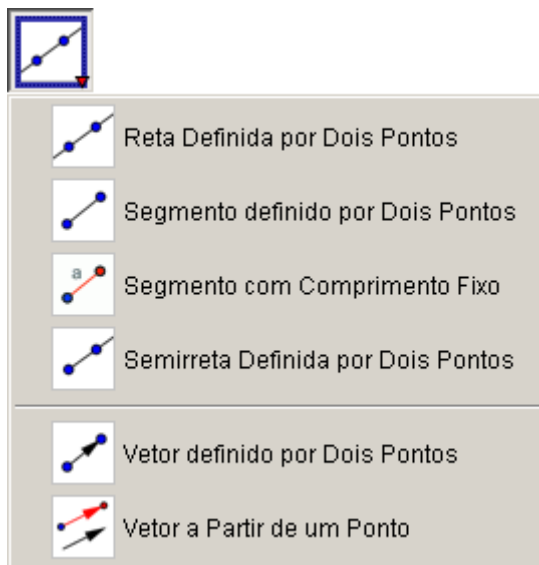 Reta Definida por Dois Pontos
Segmento definido por Dois Pontos
a
Segmento com Comprimento Fixo
Semirreta Definida por Dois Pontos
Vetor definido por Dois Pontos
Vetor a Partir de um Ponto